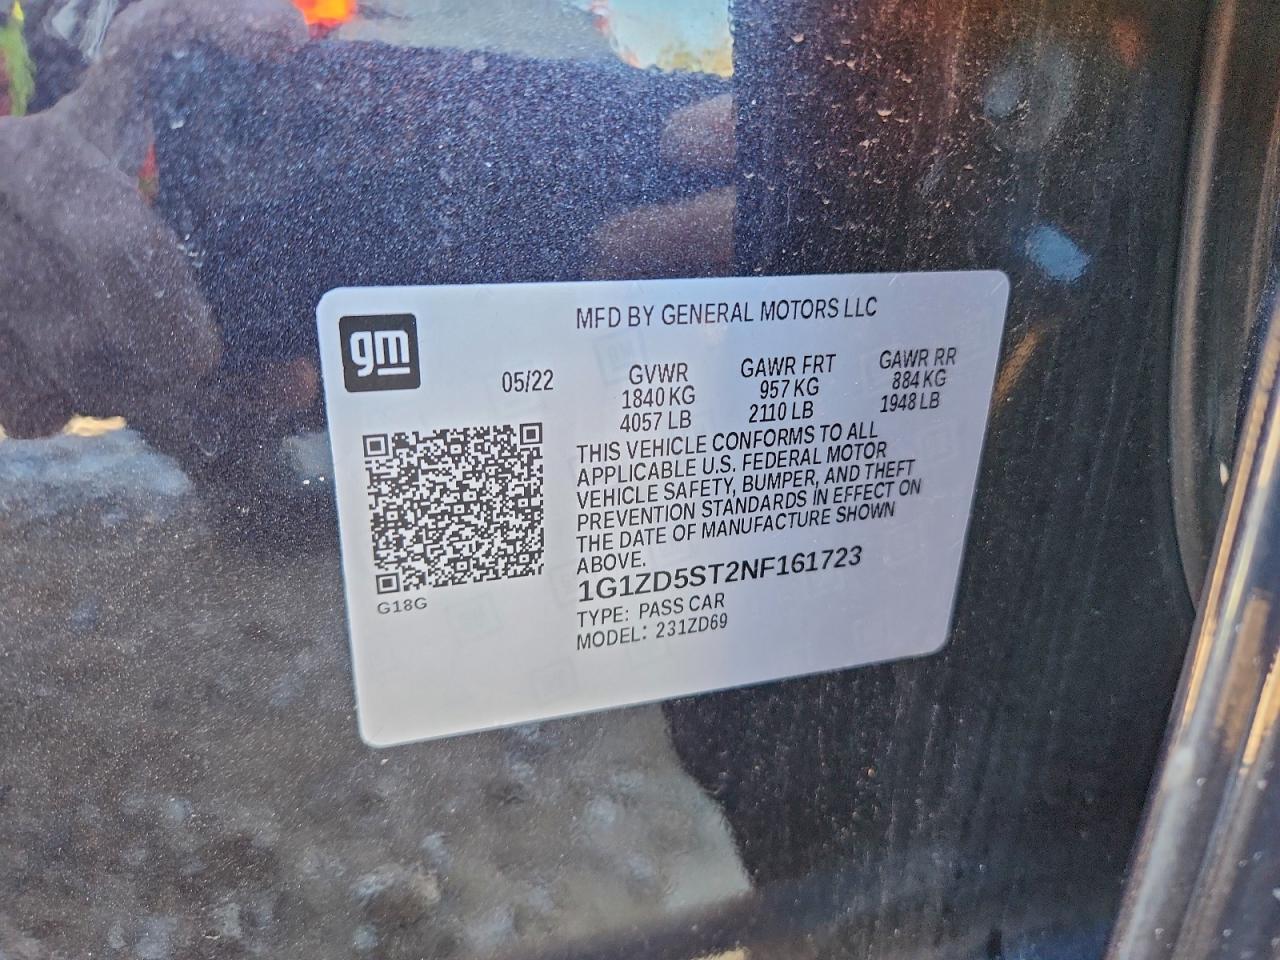 gm
MFD BY GENERAL MOTORS LLC
05/22
GVWR
1840 KG
4057 LB
GAWR FRT
957 KG
2110 LB
GAWR RR
884 KG
1948 LB
THIS VEHICLE CONFORMS TO ALL
APPLICABLE U.S. FEDERAL MOTOR
VEHICLE SAFETY, BUMPER, AND THEFT
PREVENTION STANDARDS IN EFFECT ON
THE DATE OF MANUFACTURE SHOWN
ABOVE.
1G1ZD5ST2NF161723
TYPE: PASS CAR
MODEL: 231ZD69
G18G